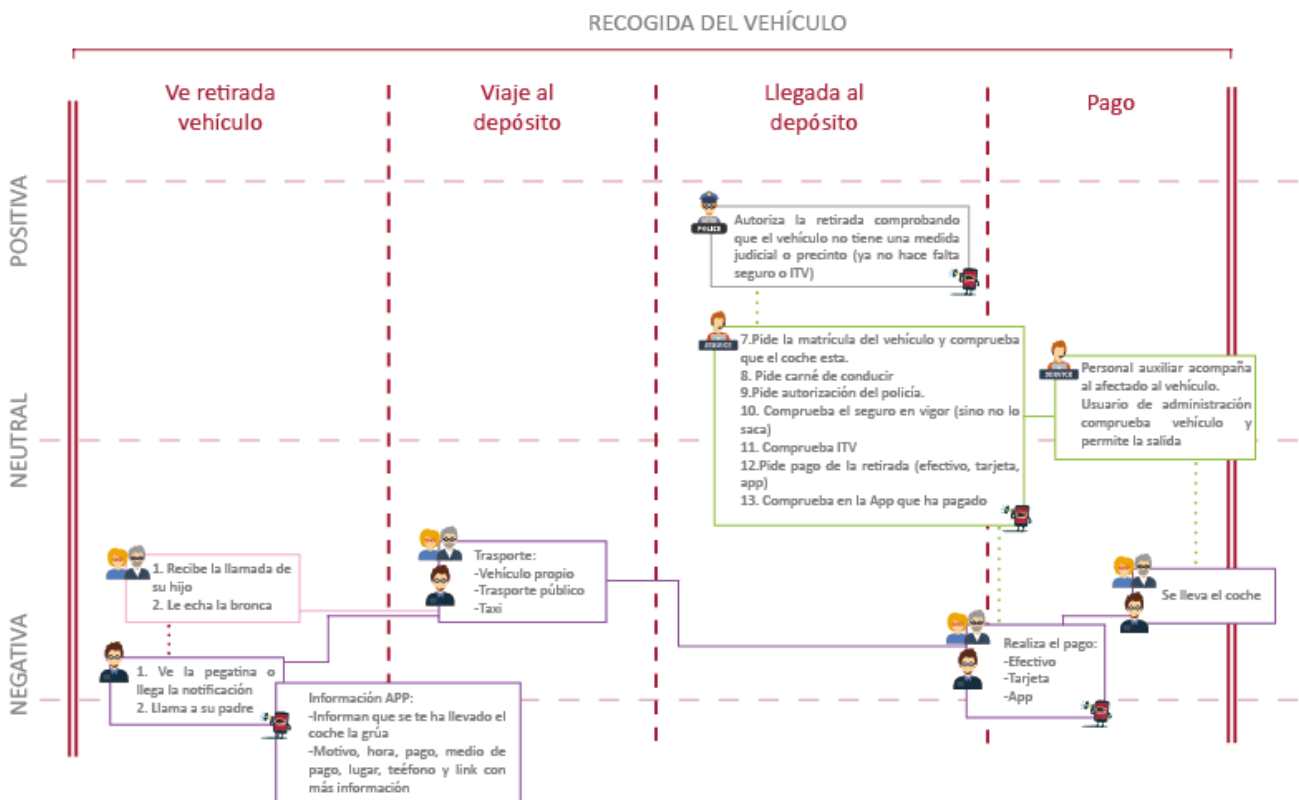 RECOGIDA DEL VEHÍCULO
Ve retirada
vehículo
Viaje al
depósito
Llegada al
depósito
Pago
POSITIVA
NEUTRAL
NEGATIVA
POLICE
Autoriza la retirada comprobando
que el vehículo no tiene una medida
judicial o precinto (ya no hace falta
seguro o ITV)
SERVICE
7.Pide la matrícula del vehículo y comprueba
que el coche esta.
8. Pide carné de conducir
9.Pide autorización del policía.
10. Comprueba el seguro en vigor (sino no lo
saca)
11. Comprueba ITV
12.Pide pago de la retirada (efectivo, tarjeta,
app)
13. Comprueba en la App que ha pagado
SERVICE
Personal auxiliar acompaña
al afectado al vehículo.
Usuario de administración
comprueba vehículo y
permite la salida
1. Recibe la llamada de
su hijo
2. Le echa la bronca
Trasporte:
-Vehículo propio
-Trasporte público
-Taxi
Se lleva el coche
1. Ve la pegatina o
llega la notificación
2. Llama a su padre
Realiza el pago:
-Efectivo
-Tarjeta
-App
Información APP:
-Informan que se te ha llevado el
coche la grúa
-Motivo, hora, pago, medio de
pago, lugar, teéfono y link con
más información